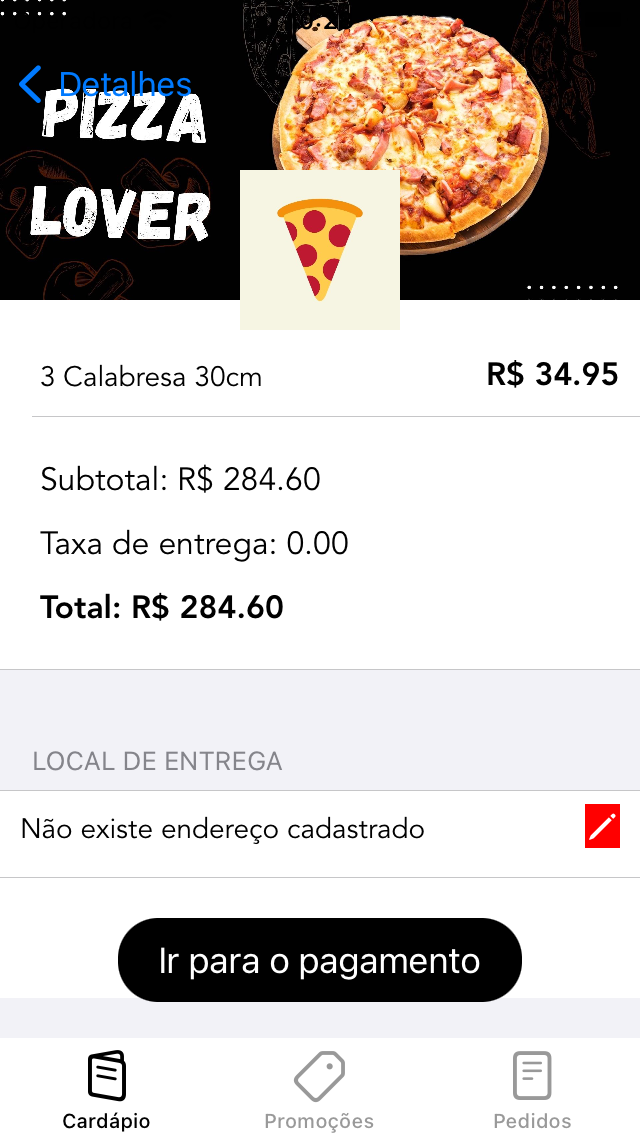 Detalhes
PIZZA
LOVER
3 Calabresa 30cm R$ 34.95
Subtotal: R$ 284.60
Taxa de entrega: 0.00
Total: R$ 284.60
LOCAL DE ENTREGA
Não existe endereço cadastrado
Ir para o pagamento
Cardápio Promoções Pedidos